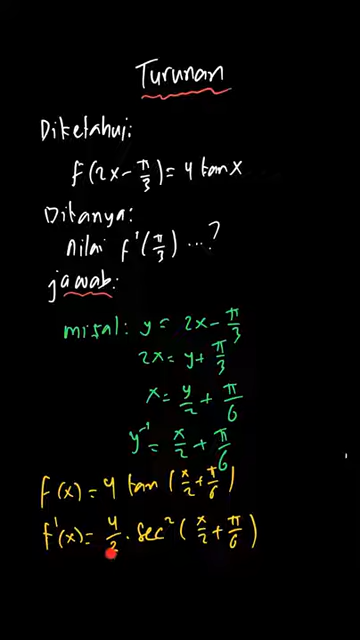 Turunan
Diketahui:
f(2x - π/3) = 4 tan x
Ditanya:
Nilai f'(π/3) ...?
jawab:
misal: y = 2x - π/3
2x = y + π/3
x = y/2 + π/6
y⁻¹ = x/2 + π/6
f(x) = 4 tan (x/2 + π/6)
f'(x) = 4/2 · sec² (x/2 + π/6)